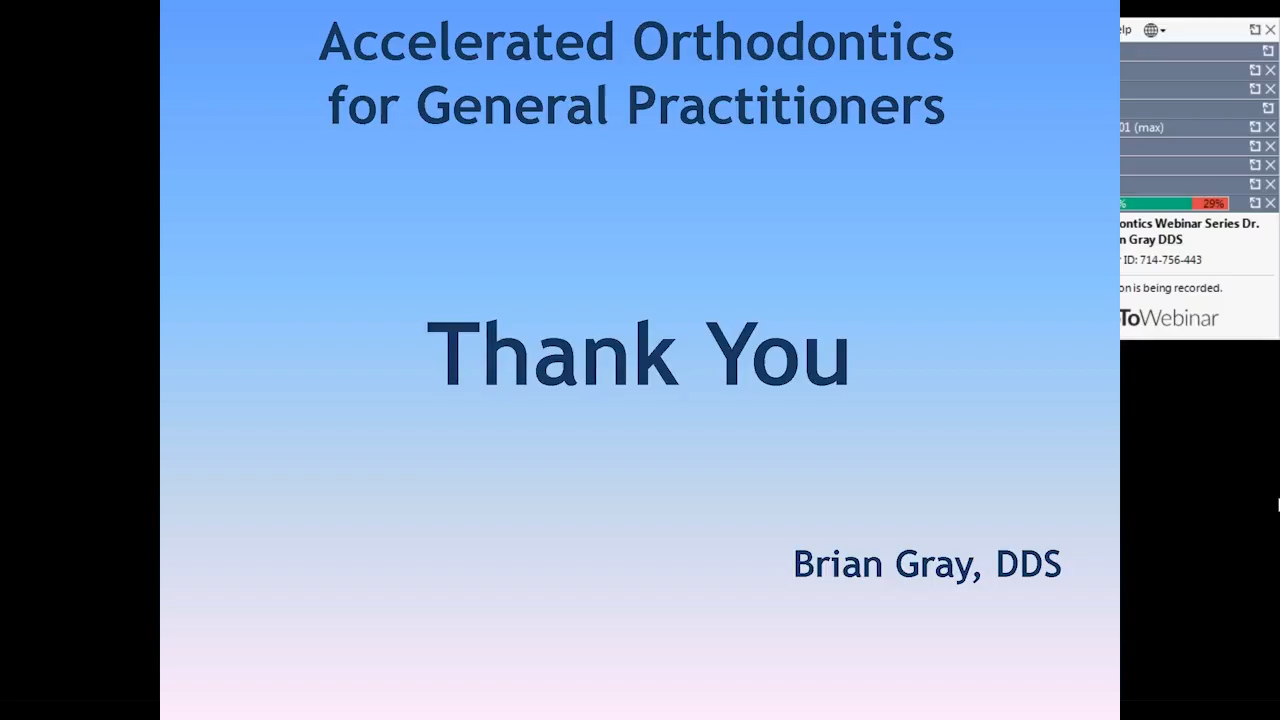 Accelerated Orthodontics
for General Practitioners
Thank You
Brian Gray, DDS
elp
01 (max)
% 29%
ontics Webinar Series Dr.
n Gray DDS
ID: 714-756-443
on is being recorded.
ToWebinar